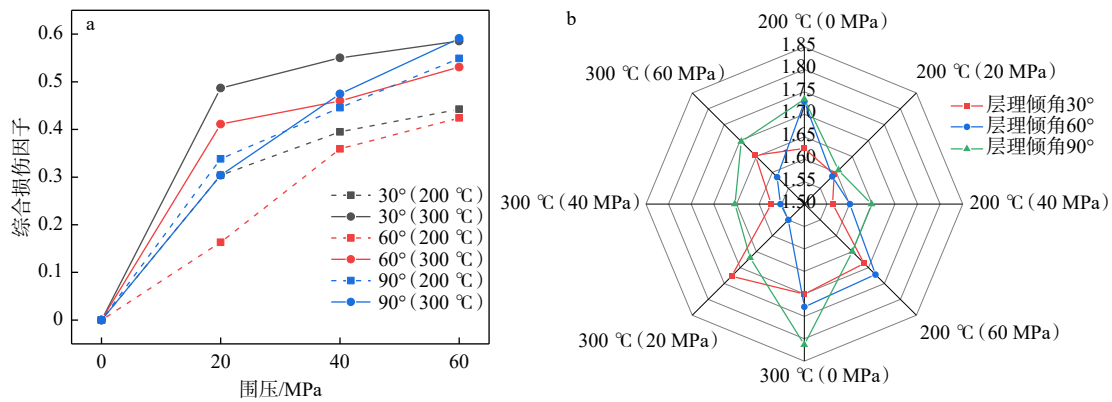 a
0.6
0.5
0.4
0.3
0.2
0.1
0
综合损伤因子
0
20
40
60
围压/MPa
30°(200 ℃)
30°(300 ℃)
60°(200 ℃)
60°(300 ℃)
90°(200 ℃)
90°(300 ℃)
b
200 ℃(0 MPa)
200 ℃(20 MPa)
200 ℃(40 MPa)
200 ℃(60 MPa)
300 ℃(0 MPa)
300 ℃(20 MPa)
300 ℃(40 MPa)
300 ℃(60 MPa)
1.85
1.80
1.75
1.70
1.65
1.60
1.55
1.50
层理倾角30°
层理倾角60°
层理倾角90°